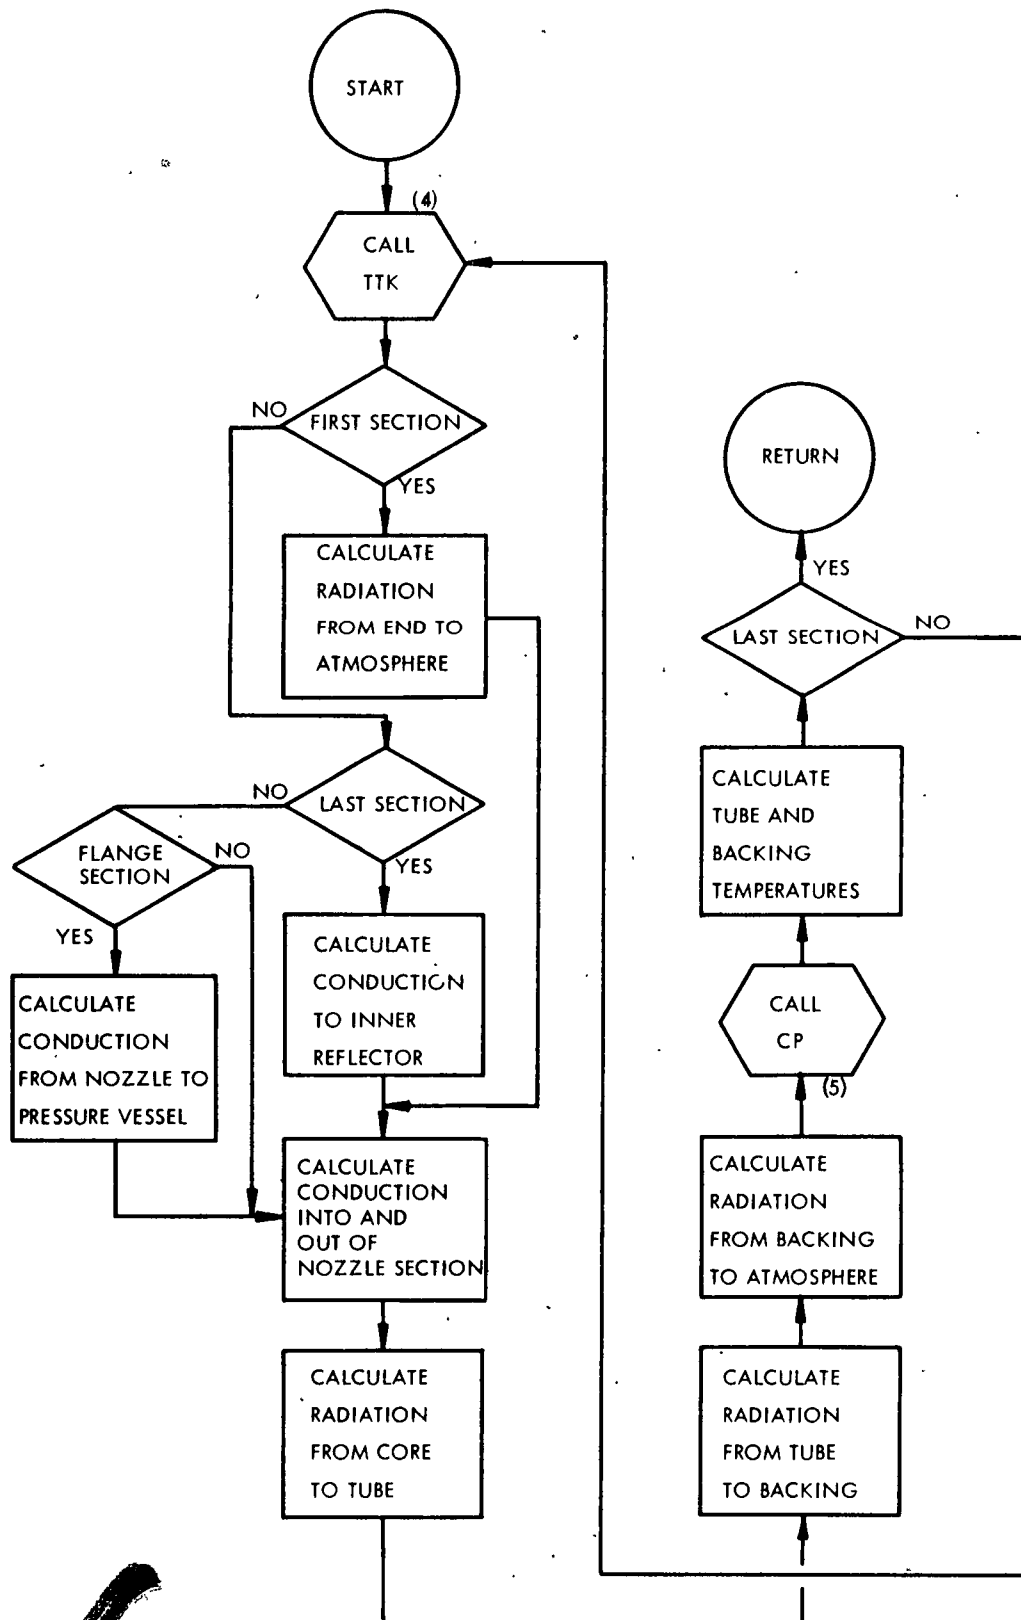 START
(4)
CALL
TTK
NO
FIRST SECTION
YES
CALCULATE
RADIATION
FROM END TO
ATMOSPHERE
NO
LAST SECTION
YES
FLANGE
SECTION
NO
YES
CALCULATE
CONDUCTION
FROM NOZZLE TO
PRESSURE VESSEL
CALCULATE
CONDUCTION
TO INNER
REFLECTOR
CALCULATE
CONDUCTION
INTO AND
OUT OF
NOZZLE SECTION
CALCULATE
RADIATION
FROM CORE
TO TUBE
RETURN
YES
LAST SECTION
NO
CALCULATE
TUBE AND
BACKING
TEMPERATURES
CALL
CP
(5)
CALCULATE
RADIATION
FROM BACKING
TO ATMOSPHERE
CALCULATE
RADIATION
FROM TUBE
TO BACKING